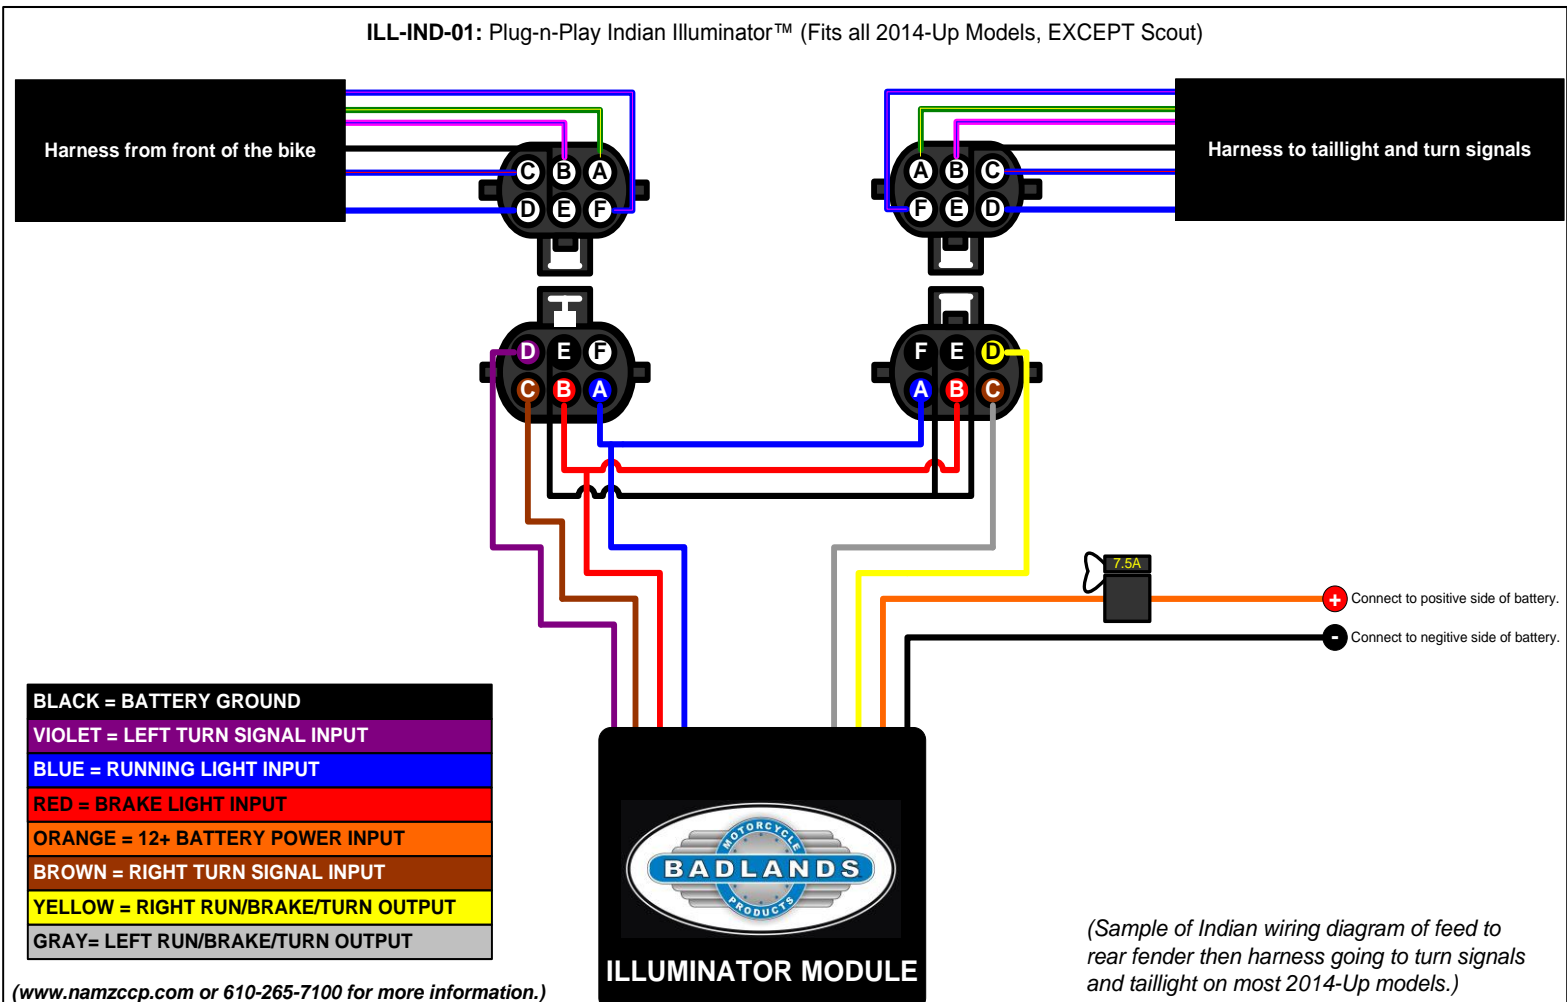 ILL-IND-01: Plug-n-Play Indian Illuminator™ (Fits all 2014-Up Models, EXCEPT Scout)
Harness from front of the bike
Harness to taillight and turn signals
C B A
D E F
A B C
F E D
D E F
C B A
F E D
A B C
7.5A
+ Connect to positive side of battery.
- Connect to negitive side of battery.
BLACK = BATTERY GROUND
VIOLET = LEFT TURN SIGNAL INPUT
BLUE = RUNNING LIGHT INPUT
RED = BRAKE LIGHT INPUT
ORANGE = 12+ BATTERY POWER INPUT
BROWN = RIGHT TURN SIGNAL INPUT
YELLOW = RIGHT RUN/BRAKE/TURN OUTPUT
GRAY= LEFT RUN/BRAKE/TURN OUTPUT
MOTORCYCLE
BADLANDS
PRODUCTS
ILLUMINATOR MODULE
(Sample of Indian wiring diagram of feed to
rear fender then harness going to turn signals
and taillight on most 2014-Up models.)
(www.namzccp.com or 610-265-7100 for more information.)